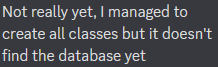 Not really yet, I managed to
create all classes but it doesn't
find the database yet